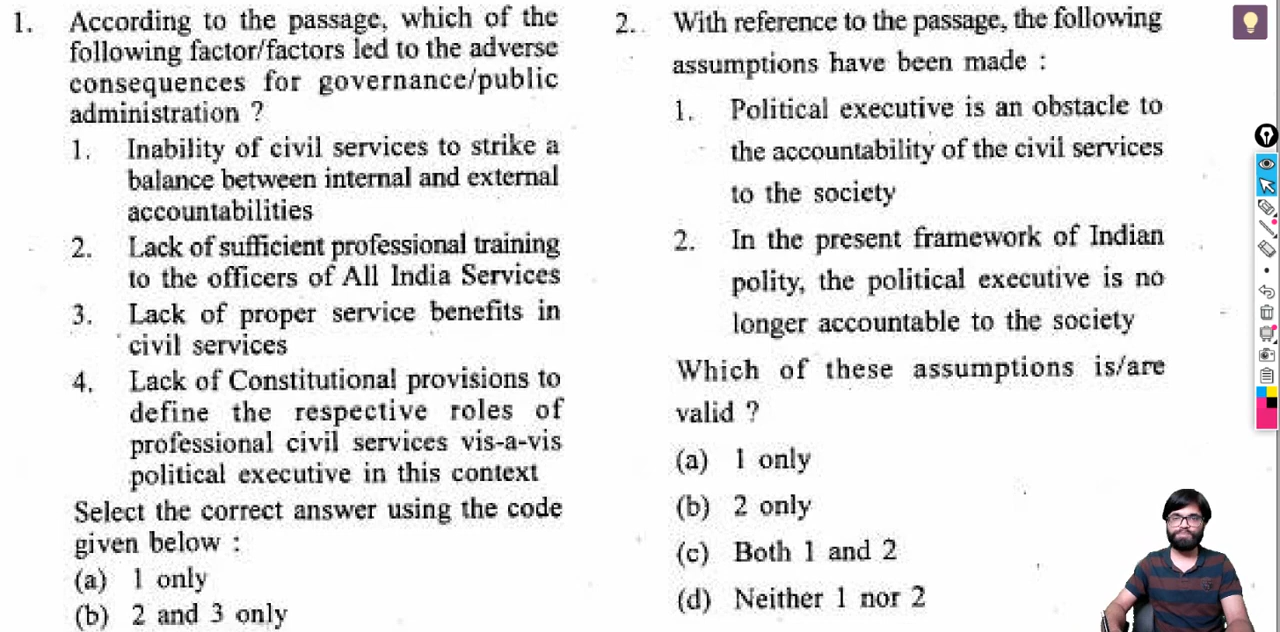 1. According to the passage, which of the
following factor/factors led to the adverse
consequences for governance/public
administration ?
1. Inability of civil services to strike a
balance between internal and external
accountabilities
2. Lack of sufficient professional training
to the officers of All India Services
3. Lack of proper service benefits in
civil services
4. Lack of Constitutional provisions to
define the respective roles of
professional civil services vis-a-vis
political executive in this context
Select the correct answer using the code
given below :
(a) 1 only
(b) 2 and 3 only
2. With reference to the passage, the following
assumptions have been made :
1. Political executive is an obstacle to
the accountability of the civil services
to the society
2. In the present framework of Indian
polity, the political executive is no
longer accountable to the society
Which of these assumptions is/are
valid ?
(a) 1 only
(b) 2 only
(c) Both 1 and 2
(d) Neither 1 nor 2